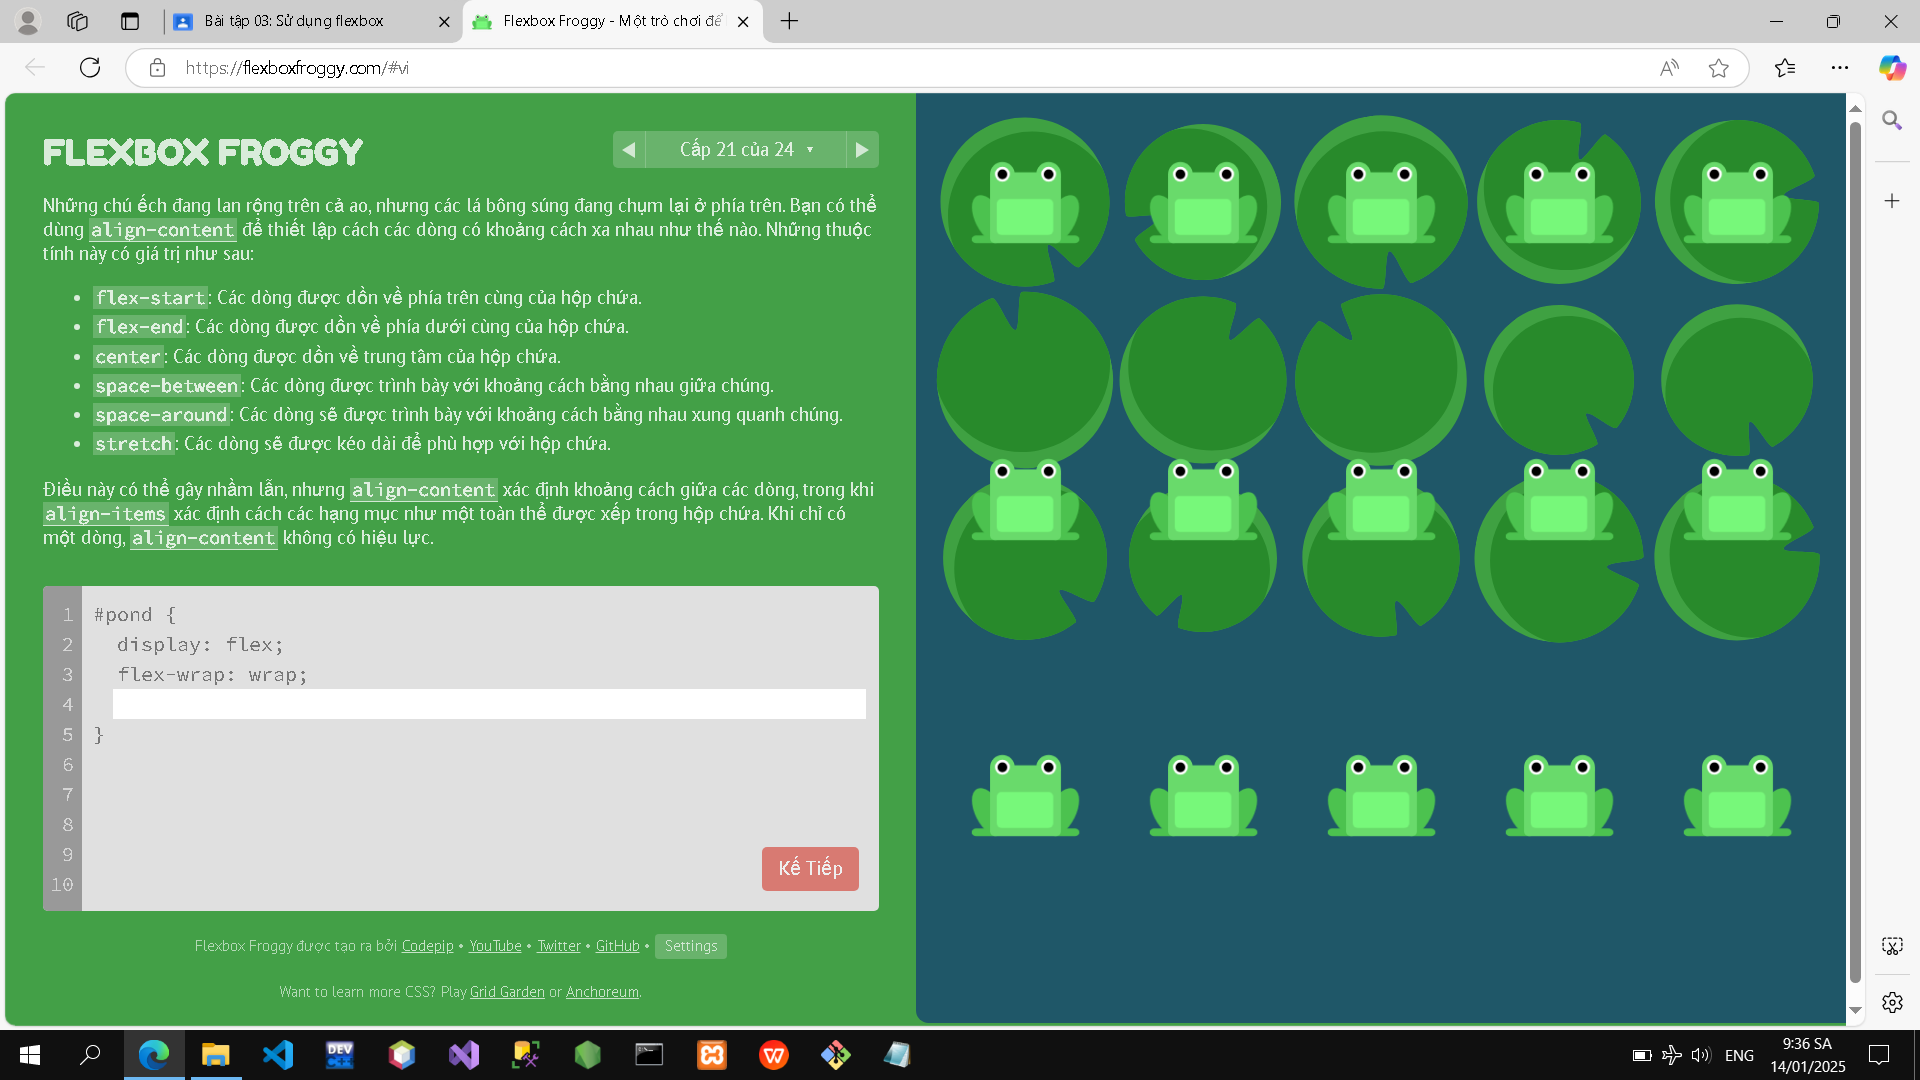 Bài tập 03: Sử dụng flexbox
Flexbox Froggy - Một trò chơi để
https://flexboxfroggy.com/#vi
FLEXBOX FROGGY
Cấp 21 của 24
Những chú ếch đang lan rộng trên cả ao, nhưng các lá bông súng đang chụm lại ở phía trên. Bạn có thể
dùng align-content để thiết lập cách các dòng có khoảng cách xa nhau như thế nào. Những thuộc
tính này có giá trị như sau:
flex-start: Các dòng được dồn về phía trên cùng của hộp chứa.
flex-end: Các dòng được dồn về phía dưới cùng của hộp chứa.
center: Các dòng được dồn về trung tâm của hộp chứa.
space-between: Các dòng được trình bày với khoảng cách bằng nhau giữa chúng.
space-around: Các dòng sẽ được trình bày với khoảng cách bằng nhau xung quanh chúng.
stretch: Các dòng sẽ được kéo dài để phù hợp với hộp chứa.
Điều này có thể gây nhầm lẫn, nhưng align-content xác định khoảng cách giữa các dòng, trong khi
align-items xác định cách các hạng mục như một toàn thể được xếp trong hộp chứa. Khi chỉ có
một dòng, align-content không có hiệu lực.
1 #pond {
2 display: flex;
3 flex-wrap: wrap;
4
5 }
6
7
8
9
10
Kế Tiếp
Flexbox Froggy được tạo ra bởi Codepip • YouTube • Twitter • GitHub • Settings
Want to learn more CSS? Play Grid Garden or Anchoreum.
DEV
C++
ENG
9:36 SA
14/01/2025